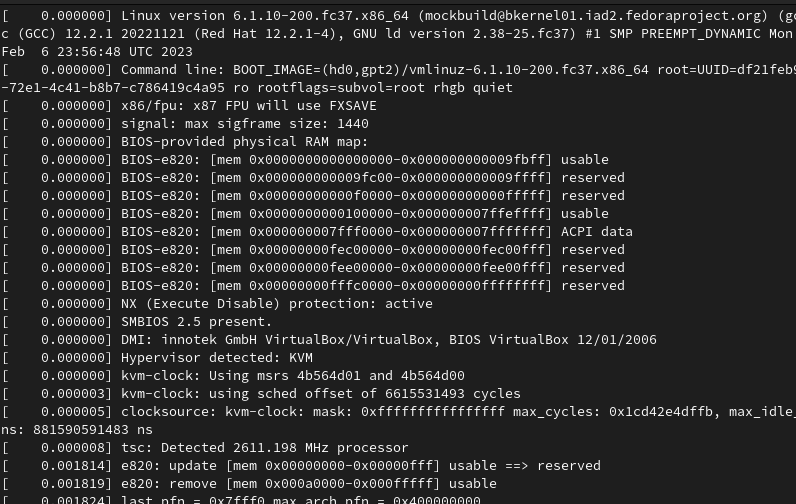 [    0.000000] Linux version 6.1.10-200.fc37.x86_64 (mockbuild@bkernel01.iad2.fedoraproject.org) (gc
c (GCC) 12.2.1 20221121 (Red Hat 12.2.1-4), GNU ld version 2.38-25.fc37) #1 SMP PREEMPT_DYNAMIC Mon
Feb  6 23:56:48 UTC 2023
[    0.000000] Command line: BOOT_IMAGE=(hd0,gpt2)/vmlinuz-6.1.10-200.fc37.x86_64 root=UUID=df21feb9
-72e1-4c41-b8b7-c786419c4a95 ro rootflags=subvol=root rhgb quiet
[    0.000000] x86/fpu: x87 FPU will use FXSAVE
[    0.000000] signal: max sigframe size: 1440
[    0.000000] BIOS-provided physical RAM map:
[    0.000000] BIOS-e820: [mem 0x0000000000000000-0x000000000009fbff] usable
[    0.000000] BIOS-e820: [mem 0x000000000009fc00-0x000000000009ffff] reserved
[    0.000000] BIOS-e820: [mem 0x00000000000f0000-0x00000000000fffff] reserved
[    0.000000] BIOS-e820: [mem 0x0000000000100000-0x000000007ffeffff] usable
[    0.000000] BIOS-e820: [mem 0x000000007fff0000-0x000000007fffffff] ACPI data
[    0.000000] BIOS-e820: [mem 0x00000000fec00000-0x00000000fec00fff] reserved
[    0.000000] BIOS-e820: [mem 0x00000000fee00000-0x00000000fee00fff] reserved
[    0.000000] BIOS-e820: [mem 0x00000000fffc0000-0x00000000ffffffff] reserved
[    0.000000] NX (Execute Disable) protection: active
[    0.000000] SMBIOS 2.5 present.
[    0.000000] DMI: innotek GmbH VirtualBox/VirtualBox, BIOS VirtualBox 12/01/2006
[    0.000000] Hypervisor detected: KVM
[    0.000000] kvm-clock: Using msrs 4b564d01 and 4b564d00
[    0.000003] kvm-clock: using sched offset of 6615531493 cycles
[    0.000005] clocksource: kvm-clock: mask: 0xffffffffffffffff max_cycles: 0x1cd42e4dffb, max_idle_
ns: 881590591483 ns
[    0.000008] tsc: Detected 2611.198 MHz processor
[    0.001814] e820: update [mem 0x00000000-0x00000fff] usable ==> reserved
[    0.001819] e820: remove [mem 0x000a0000-0x000fffff] usable
[    0.001824] last_pfn = 0x7fff0 max_arch_pfn = 0x400000000